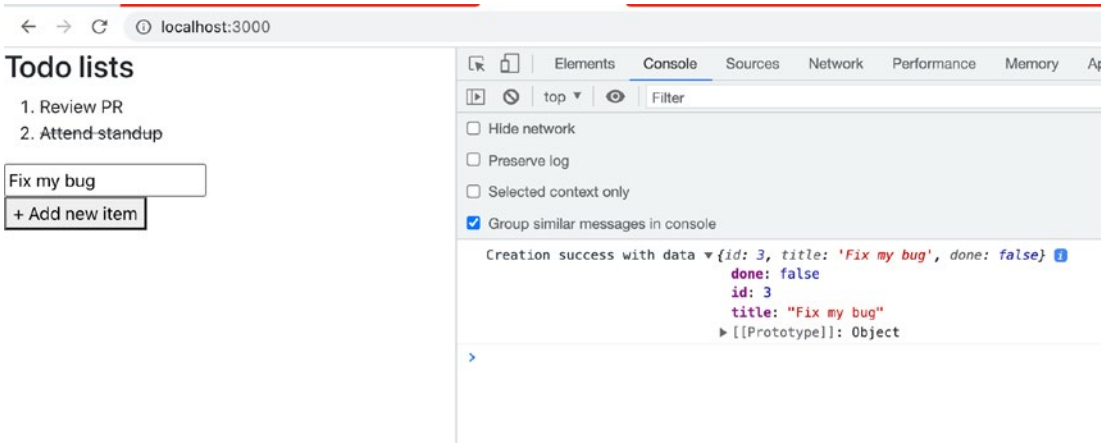 localhost:3000
Todo lists
1. Review PR
2. Attend standup
Fix my bug
+ Add new item
Elements Console Sources Network Performance Memory
top Filter
Hide network
Preserve log
Selected context only
Group similar messages in console
Creation success with data ▼{id: 3, title: 'Fix my bug', done: false} i
done: false
id: 3
title: "Fix my bug"
▶[[Prototype]]: Object
>